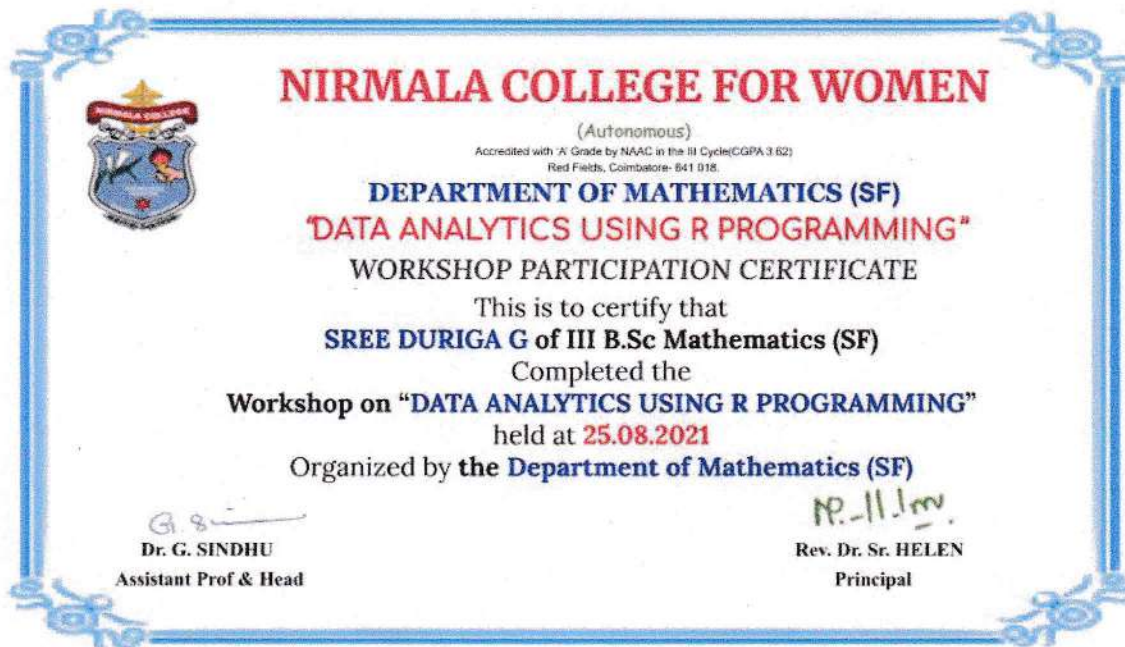 NIRMALA COLLEGE
NIRMALA COLLEGE FOR WOMEN
(Autonomous)
Accredited with 'A' Grade by NAAC in the III Cycle(CGPA 3.62)
Red Fields, Coimbatore- 641 018.
DEPARTMENT OF MATHEMATICS (SF)
"DATA ANALYTICS USING R PROGRAMMING"
WORKSHOP PARTICIPATION CERTIFICATE
This is to certify that
SREE DURIGA G of III B.Sc Mathematics (SF)
Completed the
Workshop on “DATA ANALYTICS USING R PROGRAMMING”
held at 25.08.2021
Organized by the Department of Mathematics (SF)
Dr. G. SINDHU
Assistant Prof & Head
Rev. Dr. Sr. HELEN
Principal